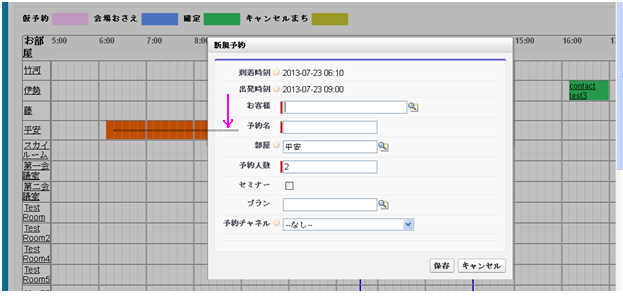 仮予約 会場おさえ 確定 キャンセルまち
お部屋 5:00 6:00 7:00 8:00 15:00 16:00
新規予約
到着時刻 2013-07-23 06:10
出発時刻 2013-07-23 09:00
お客様
予約名
部屋 平安
予約人数 2
セミナー
プラン
予約チャネル --なし--
保存 キャンセル
竹河
伊勢
contact
test3
藤
平安
スカイ
ルーム
第一会
議室
第二会
議室
Test
Room
Test
Room2
Test
Room4
Test
Room5